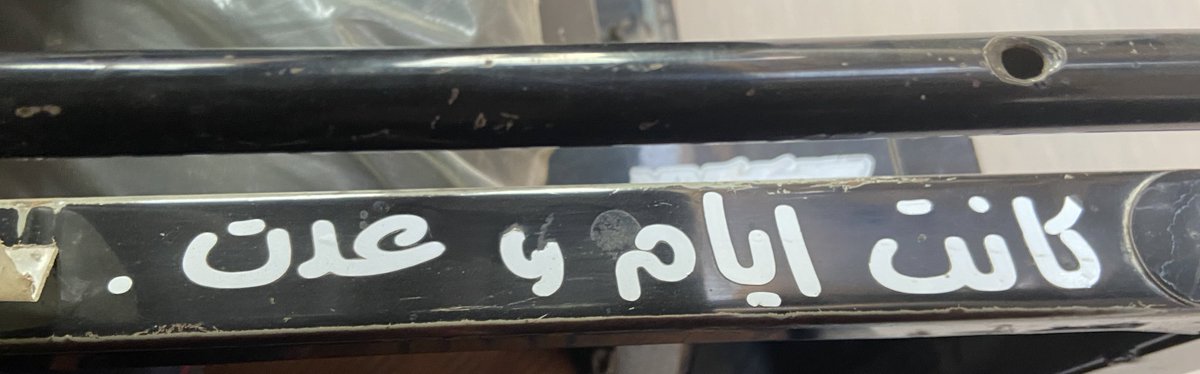 كانت ايام و عدت .